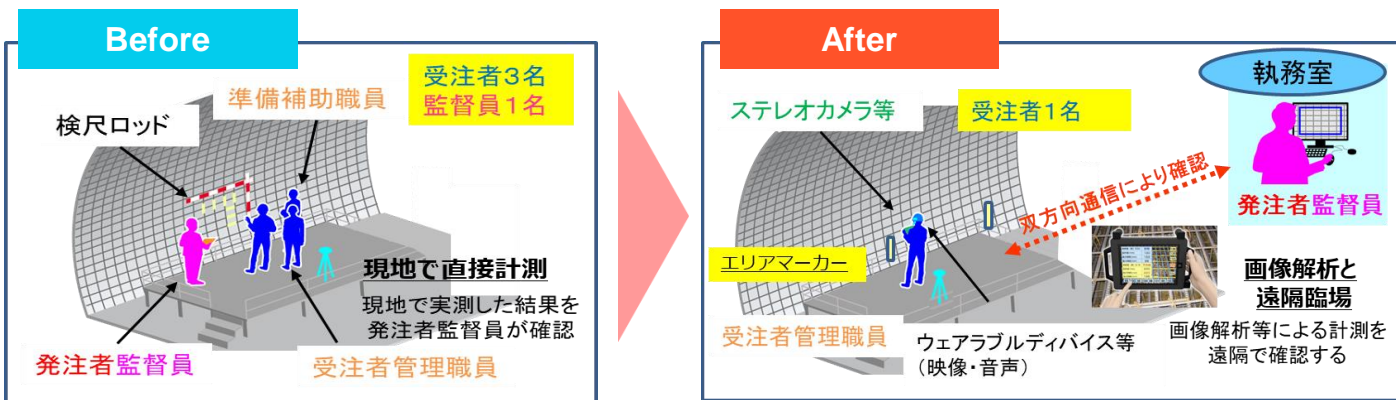 Before
受注者3名
監督員1名
準備補助職員
検尺ロッド
現地で直接計測
現地で実測した結果を
発注者監督員が確認
発注者監督員
受注者管理職員
After
執務室
ステレオカメラ等
受注者1名
双方向通信により確認
発注者監督員
エリアマーカー
画像解析と
遠隔臨場
受注者管理職員
ウェアラブルディバイス等
(映像・音声)
画像解析等による計測を
遠隔で確認する